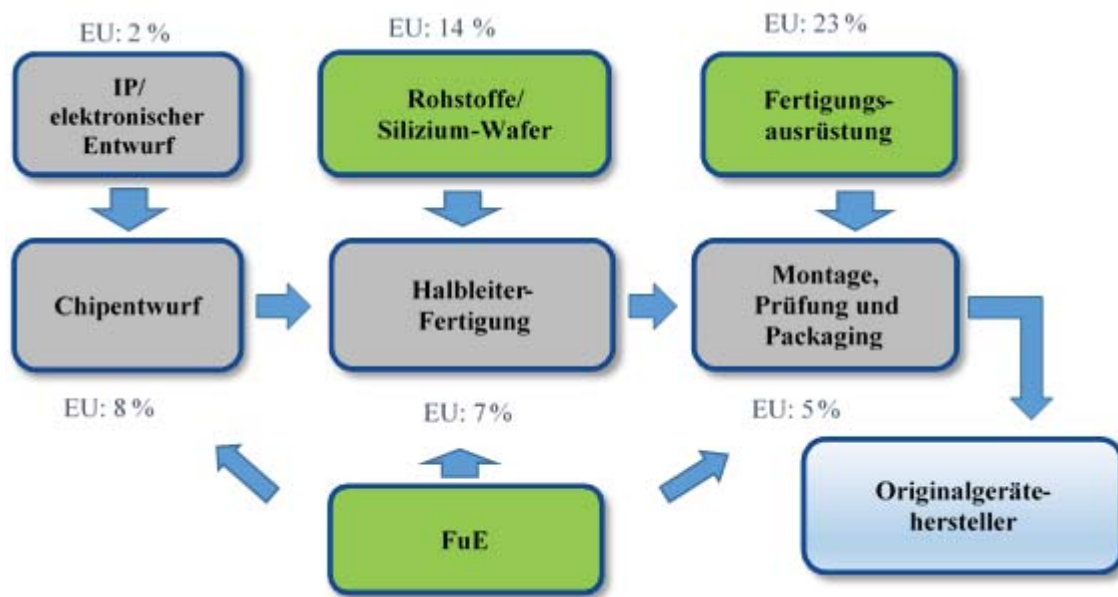 EU: 2 %
EU: 14 %
EU: 23 %
IP/
elektronischer
Entwurf
Rohstoffe/
Silizium-Wafer
Fertigungs-
ausrüstung
Chipentwurf
Halbleiter-
Fertigung
Montage,
Prüfung und
Packaging
EU: 8 %
EU: 7 %
EU: 5 %
FuE
Originalgeräte-
hersteller